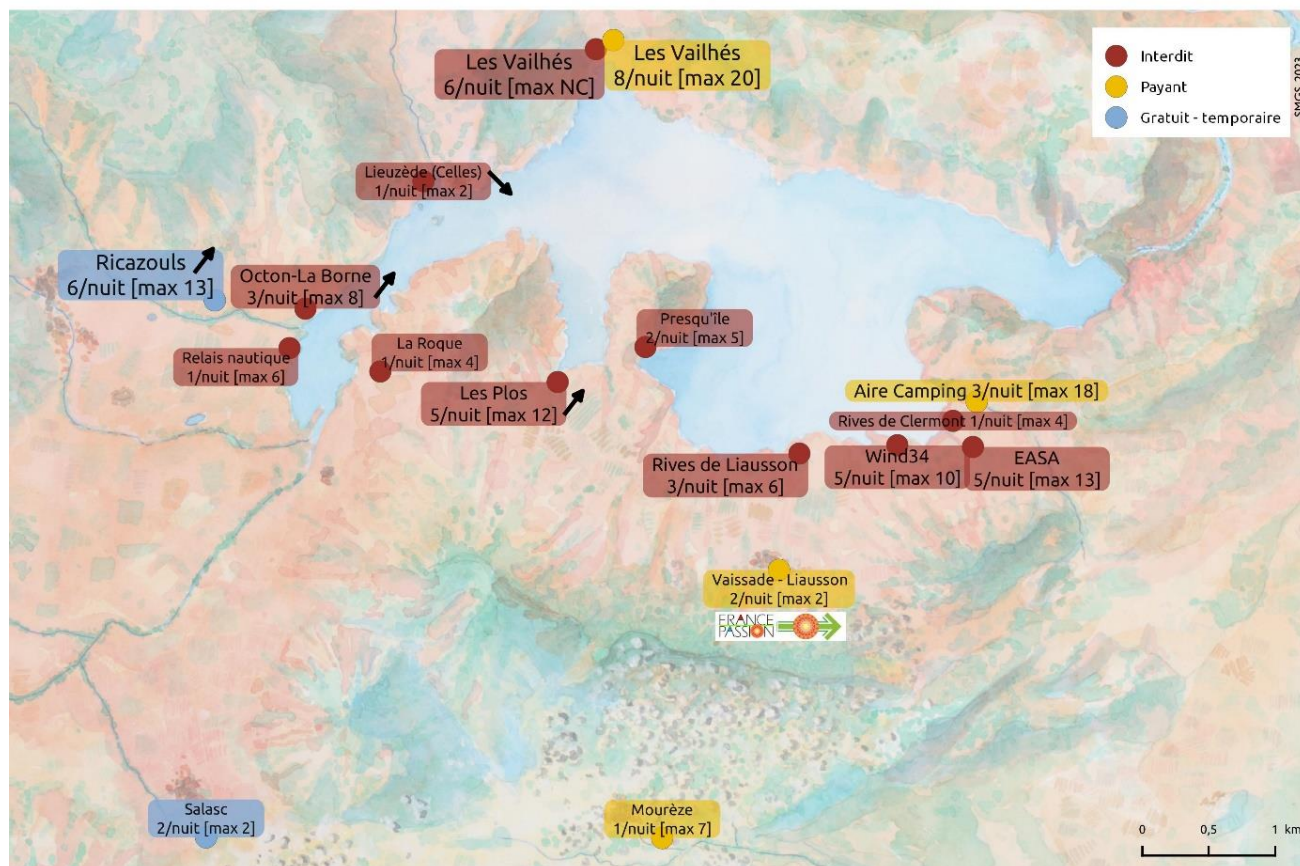 Les Vailhés
6/nuit [max NC]
Les Vailhés
8/nuit [max 20]
Interdit
Payant
Gratuit - temporaire
SMGS, 2023
Lieuzède (Celles)
1/nuit [max 2]
Ricazouls
6/nuit [max 13]
Octon-La Borne
3/nuit [max 8]
Relais nautique
1/nuit [max 6]
La Roque
1/nuit [max 4]
Presqu'île
2/nuit [max 5]
Les Plos
5/nuit [max 12]
Aire Camping 3/nuit [max 18]
Rives de Clermont 1/nuit [max 4]
Rives de Liausson
3/nuit [max 6]
Wind34
5/nuit [max 10]
EASA
5/nuit [max 13]
Vaissade - Liausson
2/nuit [max 2]
FRANCE
PASSION
Salasc
2/nuit [max 2]
Mourèze
1/nuit [max 7]
0 0,5 1 km